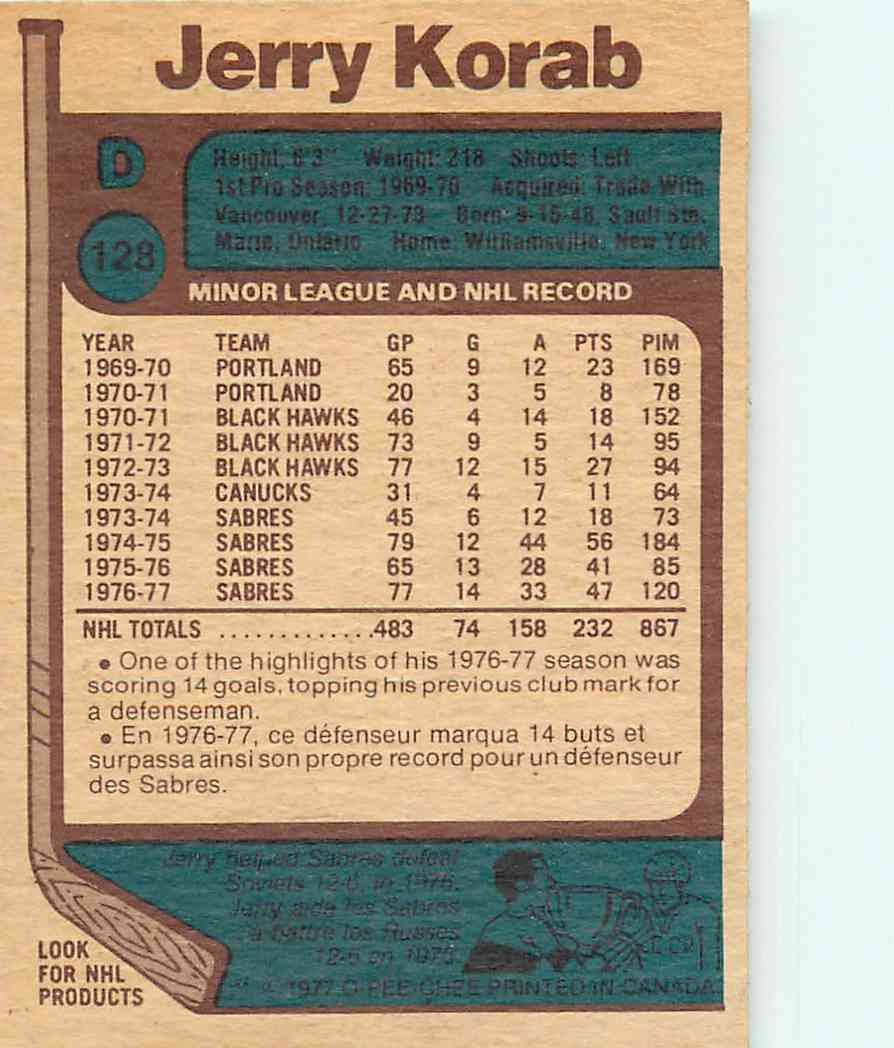 Jerry Korab
D
Height: 6'3" Weight: 218 Shoots: Left
1st Pro Season: 1969-70 Acquired: Trade With
Vancouver, 12-27-73 Born: 9-15-48, Sault Ste.
Marie, Ontario Home: Williamsville, New York
128
MINOR LEAGUE AND NHL RECORD
YEAR TEAM GP G A PTS PIM
1969-70 PORTLAND 65 9 12 23 169
1970-71 PORTLAND 20 3 5 8 78
1970-71 BLACK HAWKS 46 4 14 18 152
1971-72 BLACK HAWKS 73 9 5 14 95
1972-73 BLACK HAWKS 77 12 15 27 94
1973-74 CANUCKS 31 4 7 11 64
1973-74 SABRES 45 6 12 18 73
1974-75 SABRES 79 12 44 56 184
1975-76 SABRES 65 13 28 41 85
1976-77 SABRES 77 14 33 47 120
NHL TOTALS .............483 74 158 232 867
• One of the highlights of his 1976-77 season was
scoring 14 goals, topping his previous club mark for
a defenseman.
• En 1976-77, ce défenseur marqua 14 buts et
surpassa ainsi son propre record pour un défenseur
des Sabres.
Jerry helped Sabres defeat
Soviets 12-6, in 1976.
Jerry aida les Sabres
à battre les Russes
12-6 en 1976.
CCP
LOOK
FOR NHL
PRODUCTS
** © 1977 O-PEE-CHEE PRINTED IN CANADA